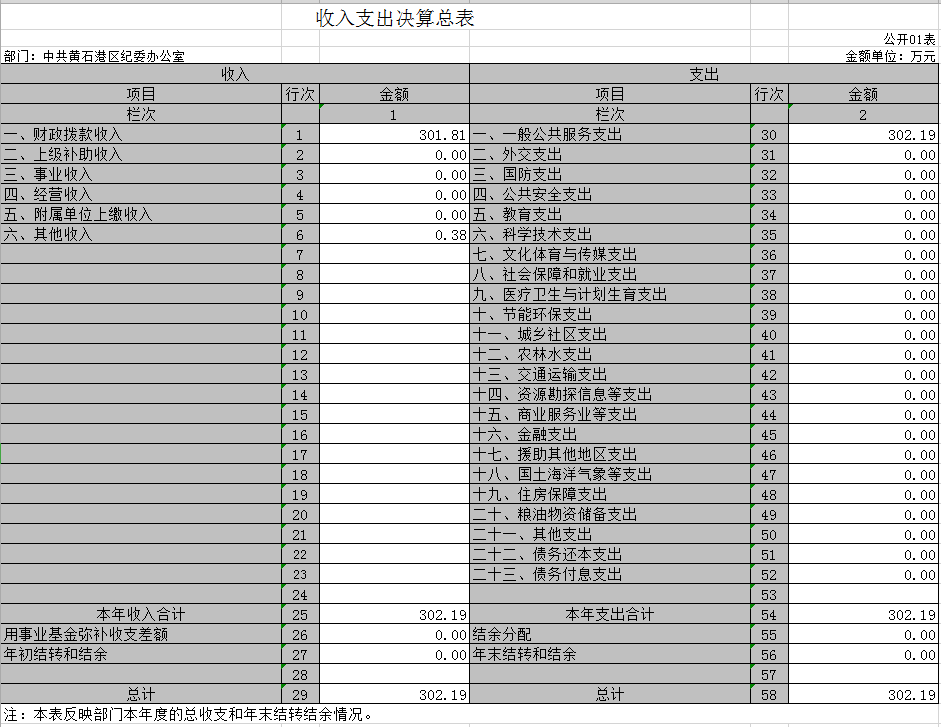 收入支出决算总表
公开01表
部门：中共黄石港区纪委办公室 金额单位：万元
收入 支出
项目 行次 金额 项目 行次 金额
栏次 1 栏次 2
一、财政拨款收入 1 301.81 一、一般公共服务支出 30 302.19
二、上级补助收入 2 0.00 二、外交支出 31 0.00
三、事业收入 3 0.00 三、国防支出 32 0.00
四、经营收入 4 0.00 四、公共安全支出 33 0.00
五、附属单位上缴收入 5 0.00 五、教育支出 34 0.00
六、其他收入 6 0.38 六、科学技术支出 35 0.00
7 七、文化体育与传媒支出 36 0.00
8 八、社会保障和就业支出 37 0.00
9 九、医疗卫生与计划生育支出 38 0.00
10 十、节能环保支出 39 0.00
11 十一、城乡社区支出 40 0.00
12 十二、农林水支出 41 0.00
13 十三、交通运输支出 42 0.00
14 十四、资源勘探信息等支出 43 0.00
15 十五、商业服务业等支出 44 0.00
16 十六、金融支出 45 0.00
17 十七、援助其他地区支出 46 0.00
18 十八、国土海洋气象等支出 47 0.00
19 十九、住房保障支出 48 0.00
20 二十、粮油物资储备支出 49 0.00
21 二十一、其他支出 50 0.00
22 二十二、债务还本支出 51 0.00
23 二十三、债务付息支出 52 0.00
24 53
本年收入合计 25 302.19 本年支出合计 54 302.19
用事业基金弥补收支差额 26 0.00 结余分配 55 0.00
年初结转和结余 27 0.00 年末结转和结余 56 0.00
28 57
总计 29 302.19 总计 58 302.19
注：本表反映部门本年度的总收支和年末结转结余情况。